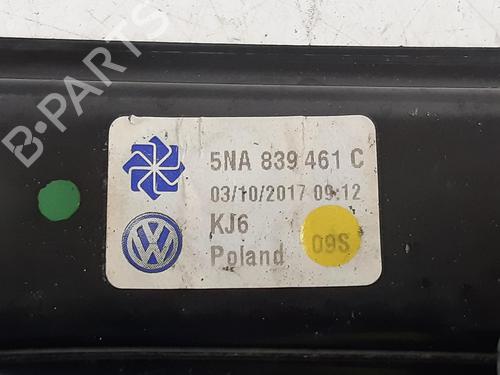 B-PARTS
5NA 839 461 C
03/10/2017 09:12
KJ6
09S
Poland